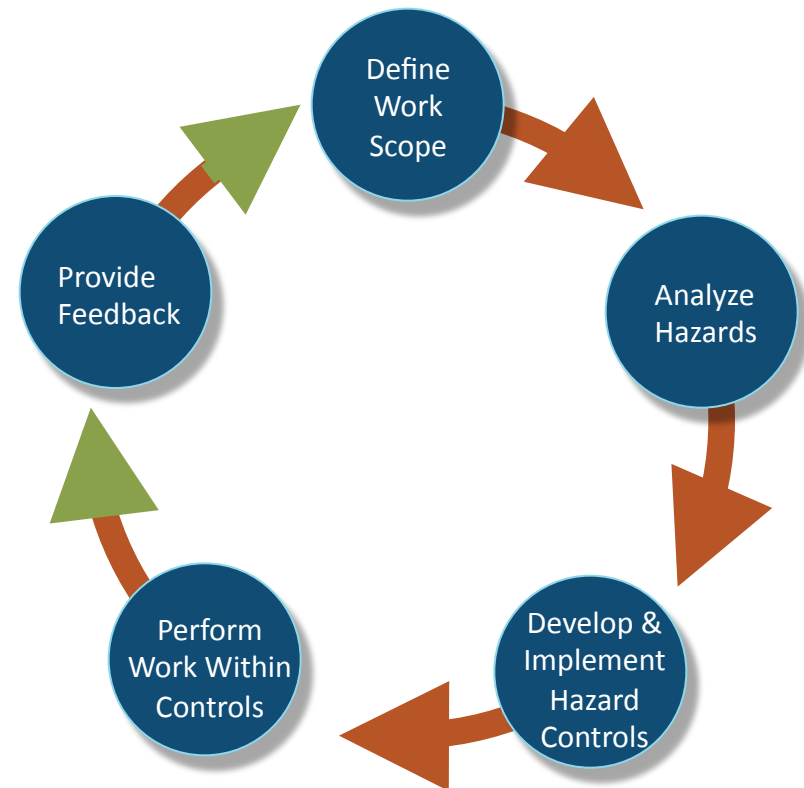 Define
Work
Scope
Analyze
Hazards
Develop &
Implement
Hazard
Controls
Perform
Work Within
Controls
Provide
Feedback